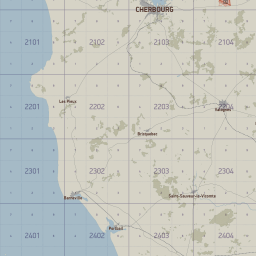 CHERBOURG
2101 2102 2103 2104
Les Pieux
Valognes
2201 2202 2203 2204
Bricquebec
2301 2302 2303 2304
Barneville
Saint-Sauveur-le-Vicomte
Portbail
2401 2402 2403 2404